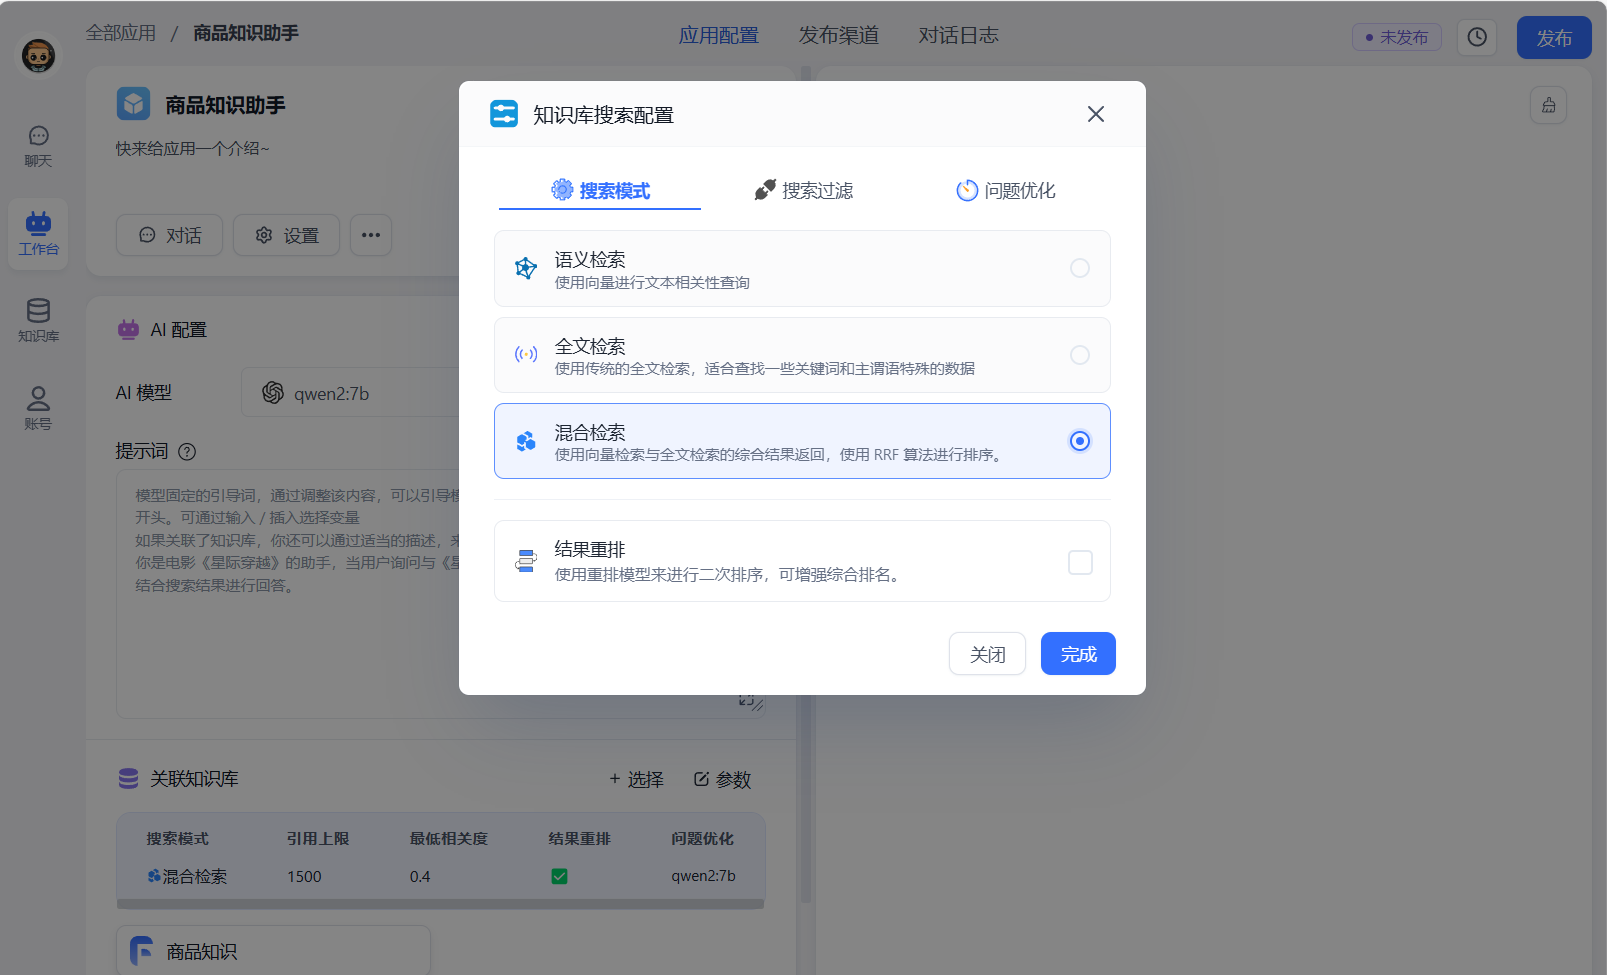 全部应用 / 商品知识助手
应用配置
发布渠道
对话日志
未发布
发布
聊天
工作台
知识库
账号
商品知识助手
快来给应用一个介绍~
对话
设置
AI 配置
AI 模型
qwen2:7b
提示词
模型固定的引导词，通过调整该内容，可以引导模
开头。可通过输入 / 插入选择变量
如果关联了知识库，你还可以通过适当的描述，来
你是电影《星际穿越》的助手，当用户询问与《星
结合搜索结果进行回答。
关联知识库
+ 选择
参数
搜索模式 引用上限 最低相关度 结果重排 问题优化
混合检索 1500 0.4 qwen2:7b
商品知识
知识库搜索配置
搜索模式
搜索过滤
问题优化
语义检索
使用向量进行文本相关性查询
全文检索
使用传统的全文检索，适合查找一些关键词和主谓语特殊的数据
混合检索
使用向量检索与全文检索的综合结果返回，使用 RRF 算法进行排序。
结果重排
使用重排模型来进行二次排序，可增强综合排名。
关闭
完成